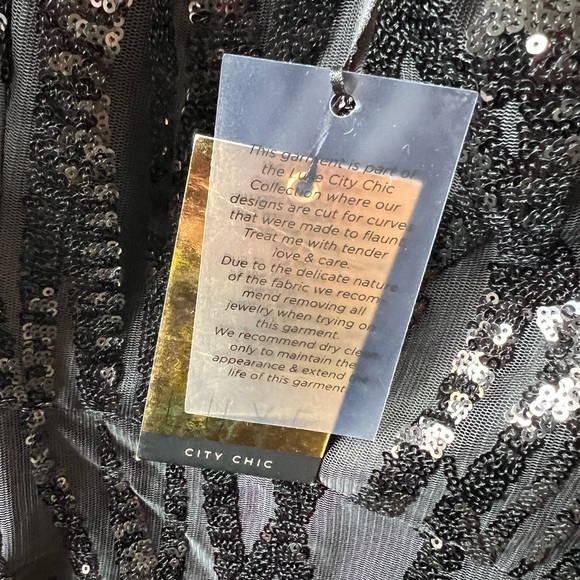 This garment is part of
the Luxe City Chic
Collection where our
designs are cut for curves
that were made to flaunt.
Treat me with tender
love & care.
Due to the delicate nature
of the fabric we recom-
mend removing all
jewelry when trying on
this garment.
We recommend dry clean
only to maintain the
appearance & extend the
life of this garment
CITY CHIC